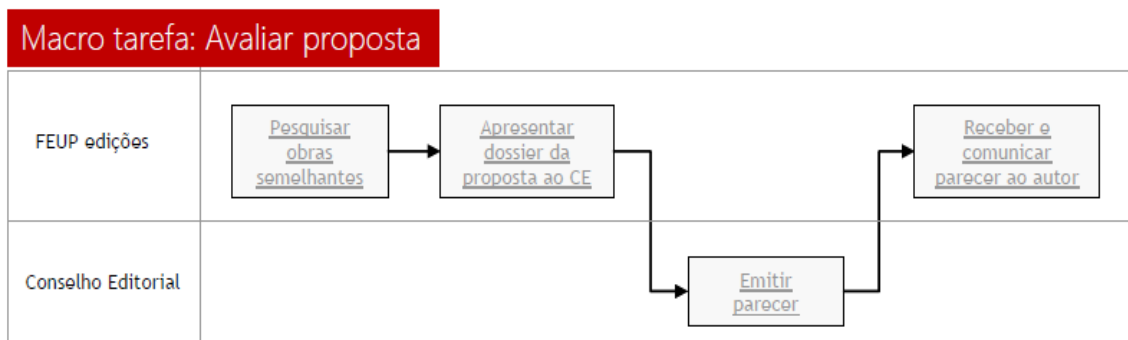 Macro tarefa: Avaliar proposta
FEUP edições
Pesquisar
obras
semelhantes
Apresentar
dossier da
proposta ao CE
Receber e
comunicar
parecer ao autor
Conselho Editorial
Emitir
parecer